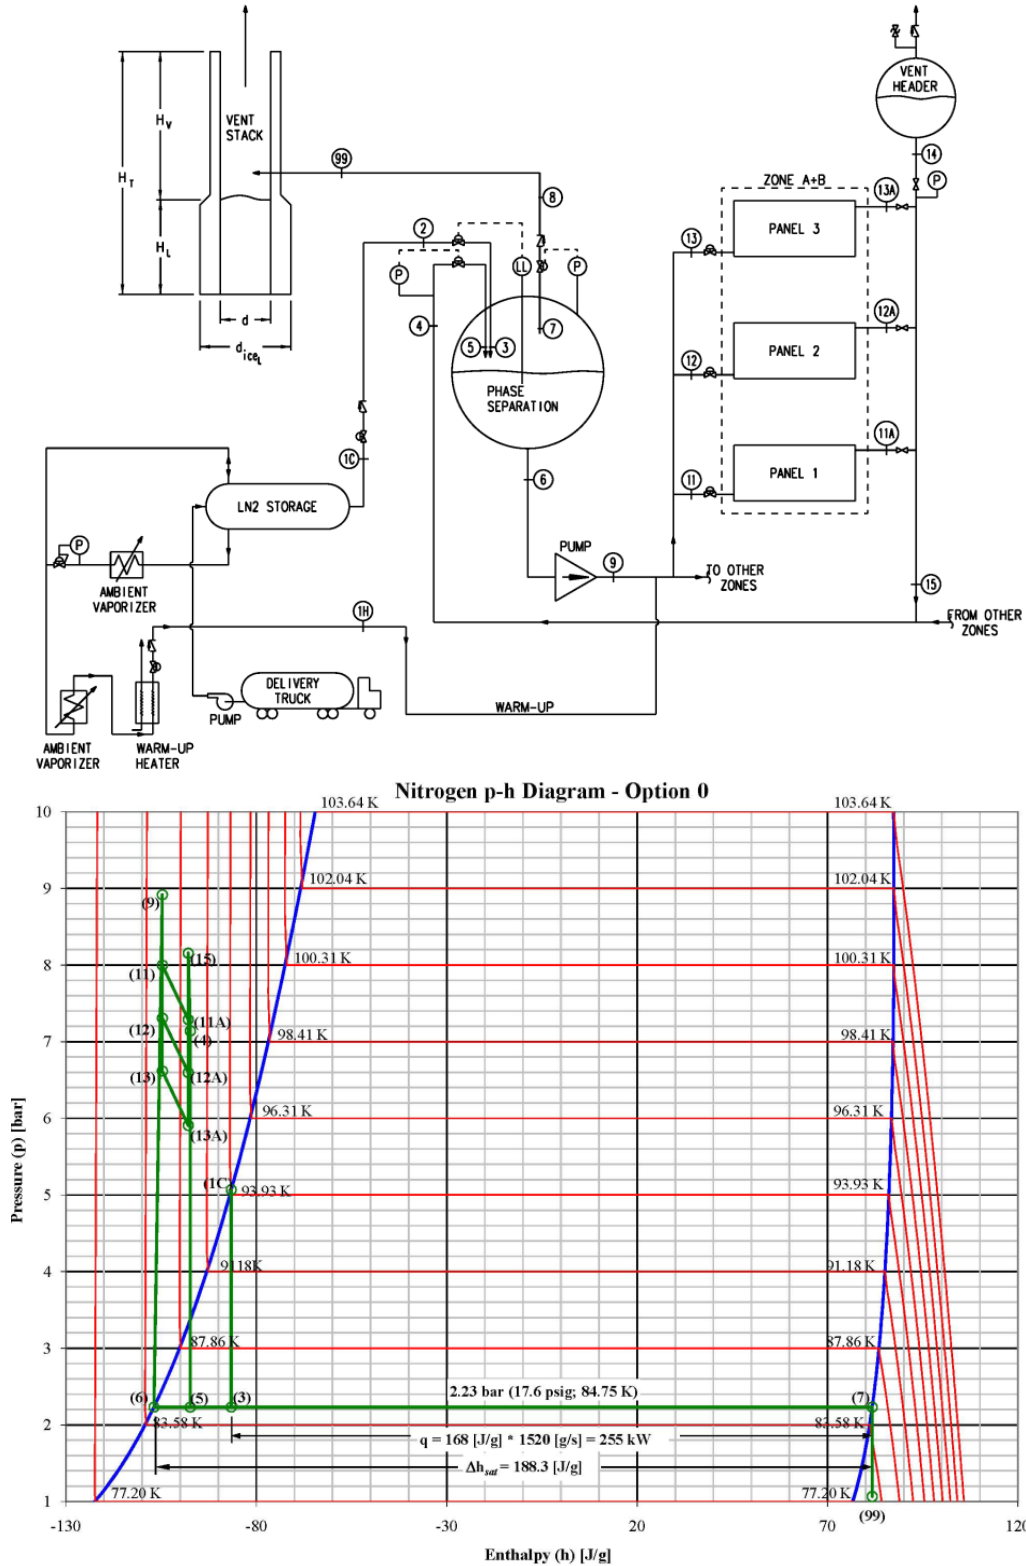 VENT
HEADER
VENT
STACK
H_V
H_T
H_L
d
d_ice_L
99
8
14
P
ZONE A+B
13A
PANEL 3
13
2
P
LL
P
4
5
3
7
12A
PANEL 2
12
PHASE
SEPARATION
11A
PANEL 1
11
1C
6
LN2 STORAGE
PUMP
9
TO OTHER
ZONES
15
P
AMBIENT
VAPORIZER
1H
FROM OTHER
ZONES
DELIVERY
TRUCK
PUMP
WARM-UP
AMBIENT
VAPORIZER
WARM-UP
HEATER
Nitrogen p-h Diagram - Option 0
10
103.64 K
103.64 K
9
102.04 K
102.04 K
(9)
8
(15)
100.31 K
100.31 K
(11)
(11A)
(12)
7
(4)
98.41 K
98.41 K
(13)
(12A)
6
(13A)
96.31 K
96.31 K
(1C)
5
93.93 K
93.93 K
4
91.18K
91.18 K
3
87.86 K
87.86 K
2.23 bar (17.6 psig; 84.75 K)
(6)
(5)
(3)
(7)
2
83.58 K
83.58 K
q = 168 [J/g] * 1520 [g/s] = 255 kW
Δh_sat = 188.3 [J/g]
77.20 K
77.20 K
1
(99)
-130
-80
-30
20
70
120
Pressure (p) [bar]
Enthalpy (h) [J/g]